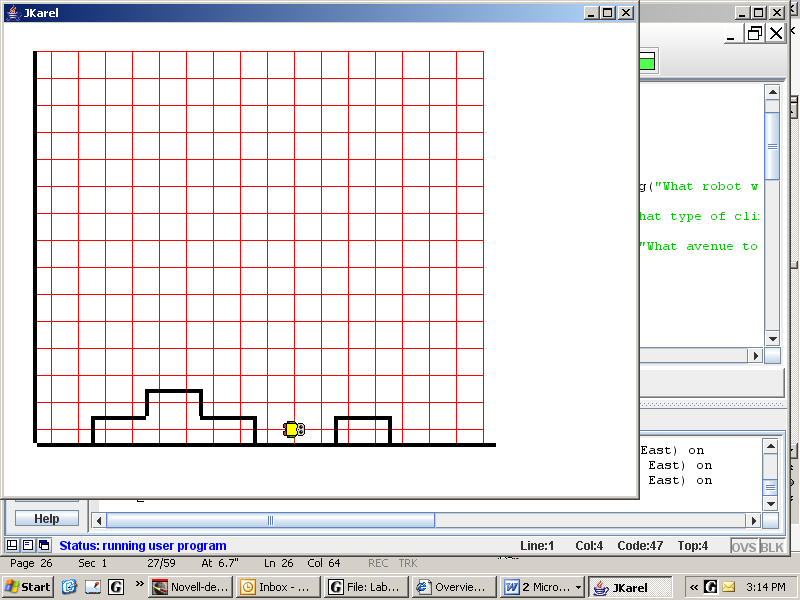 JKarel
g("What robot w
hat type of cli
"What avenue to
East) on
East) on
East) on
Help
Status: running user program
Line:1 Col:4 Code:47 Top:4
OVS BLK
Page 26 Sec 1 27/59 At 6.7" Ln 26 Col 64 REC TRK
Start G » Novell-de... Inbox - ... G File: Lab... Overvie... 2 Micro... JKarel « G 3:14 PM